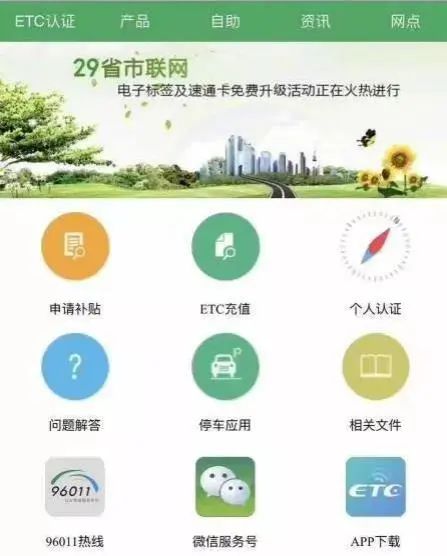 ETC认证 产品 自助 资讯 网点
29省市联网
电子标签及速通卡免费升级活动正在火热进行
申请补贴 ETC充值 个人认证
?
P
问题解答 停车应用 相关文件
96011
ETC
96011热线 微信服务号 APP下载